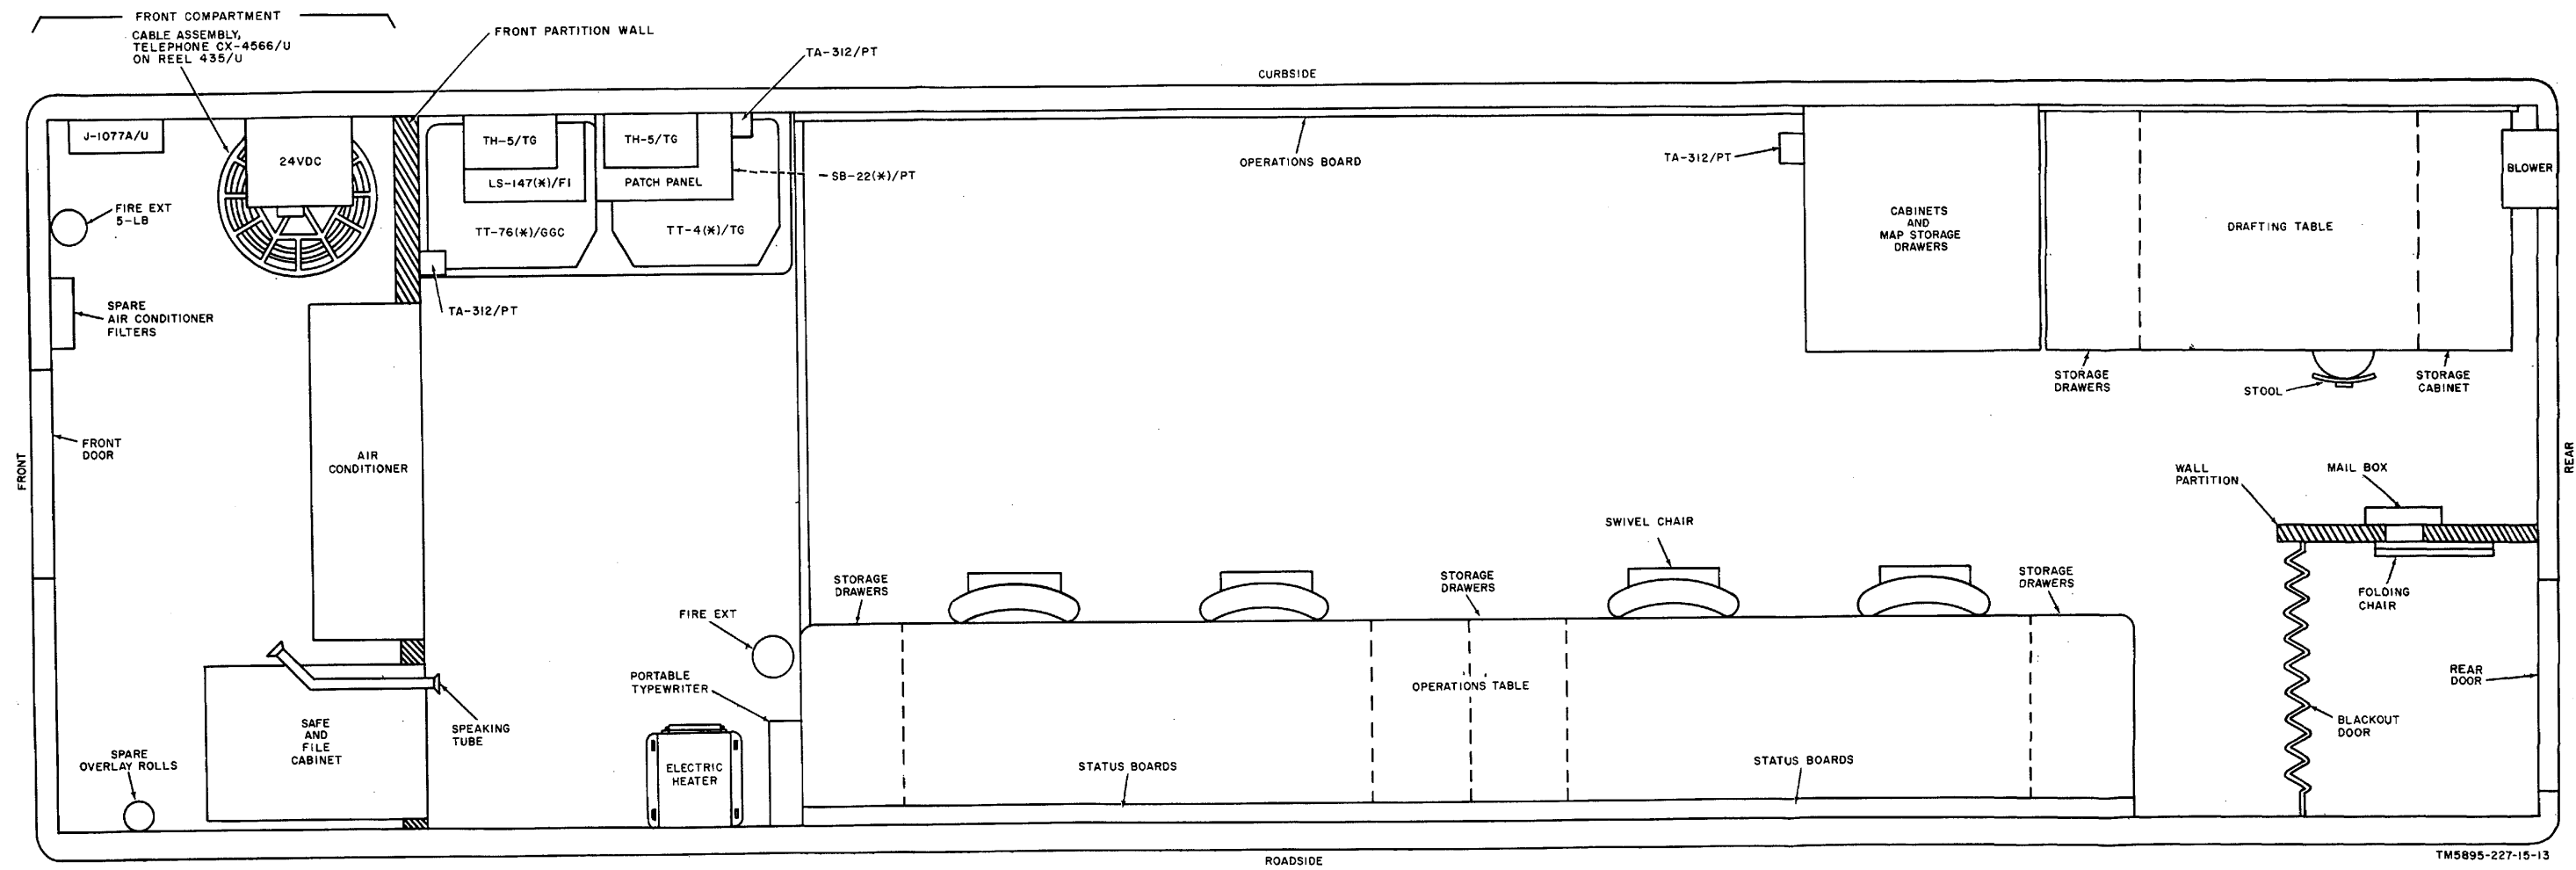 FRONT COMPARTMENT
CABLE ASSEMBLY,
TELEPHONE CX-4566/U
ON REEL 435/U
FRONT PARTITION WALL
TA-312/PT
CURBSIDE
J-1077A/U
24VDC
TH-5/TG
TH-5/TG
LS-147(*)/FI
PATCH PANEL
SB-22(*)/PT
OPERATIONS BOARD
TA-312/PT
BLOWER
FIRE EXT
5-LB
TT-76(*)/GGC
TT-4(*)/TG
CABINETS
AND
MAP STORAGE
DRAWERS
DRAFTING TABLE
SPARE
AIR CONDITIONER
FILTERS
TA-312/PT
STORAGE
DRAWERS
STOOL
STORAGE
CABINET
FRONT
FRONT
DOOR
AIR
CONDITIONER
WALL
PARTITION
MAIL BOX
REAR
SWIVEL CHAIR
STORAGE
DRAWERS
STORAGE
DRAWERS
STORAGE
DRAWERS
FOLDING
CHAIR
FIRE EXT
PORTABLE
TYPEWRITER
OPERATIONS TABLE
REAR
DOOR
SAFE
AND
FILE
CABINET
SPEAKING
TUBE
BLACKOUT
DOOR
SPARE
OVERLAY ROLLS
ELECTRIC
HEATER
STATUS BOARDS
STATUS BOARDS
ROADSIDE
TM5895-227-15-13